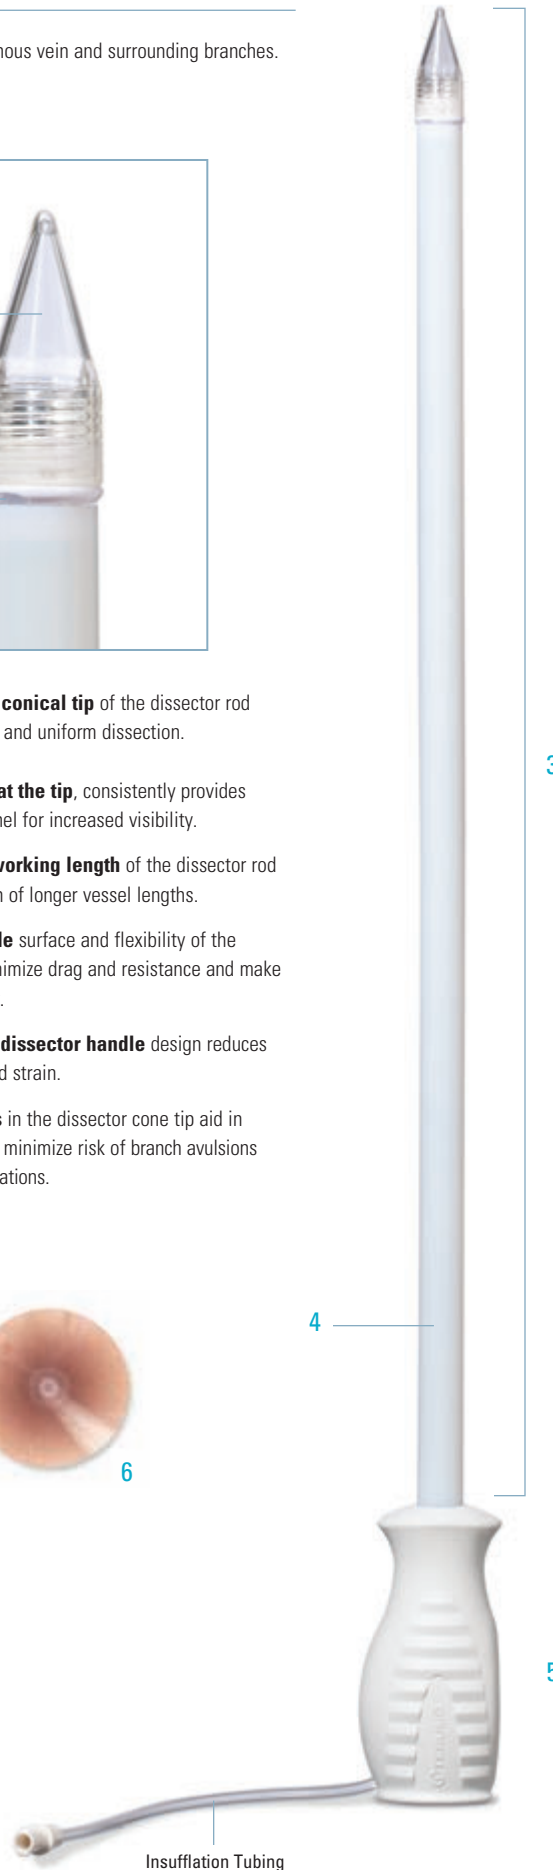 nous vein and surrounding branches.
conical tip of the dissector rod
and uniform dissection.
at the tip, consistently provides
nel for increased visibility.
working length of the dissector rod
n of longer vessel lengths.
le surface and flexibility of the
nimize drag and resistance and make
.
dissector handle design reduces
d strain.
s in the dissector cone tip aid in
minimize risk of branch avulsions
ations.
3
4
6
5
TERUMO
Insufflation Tubing